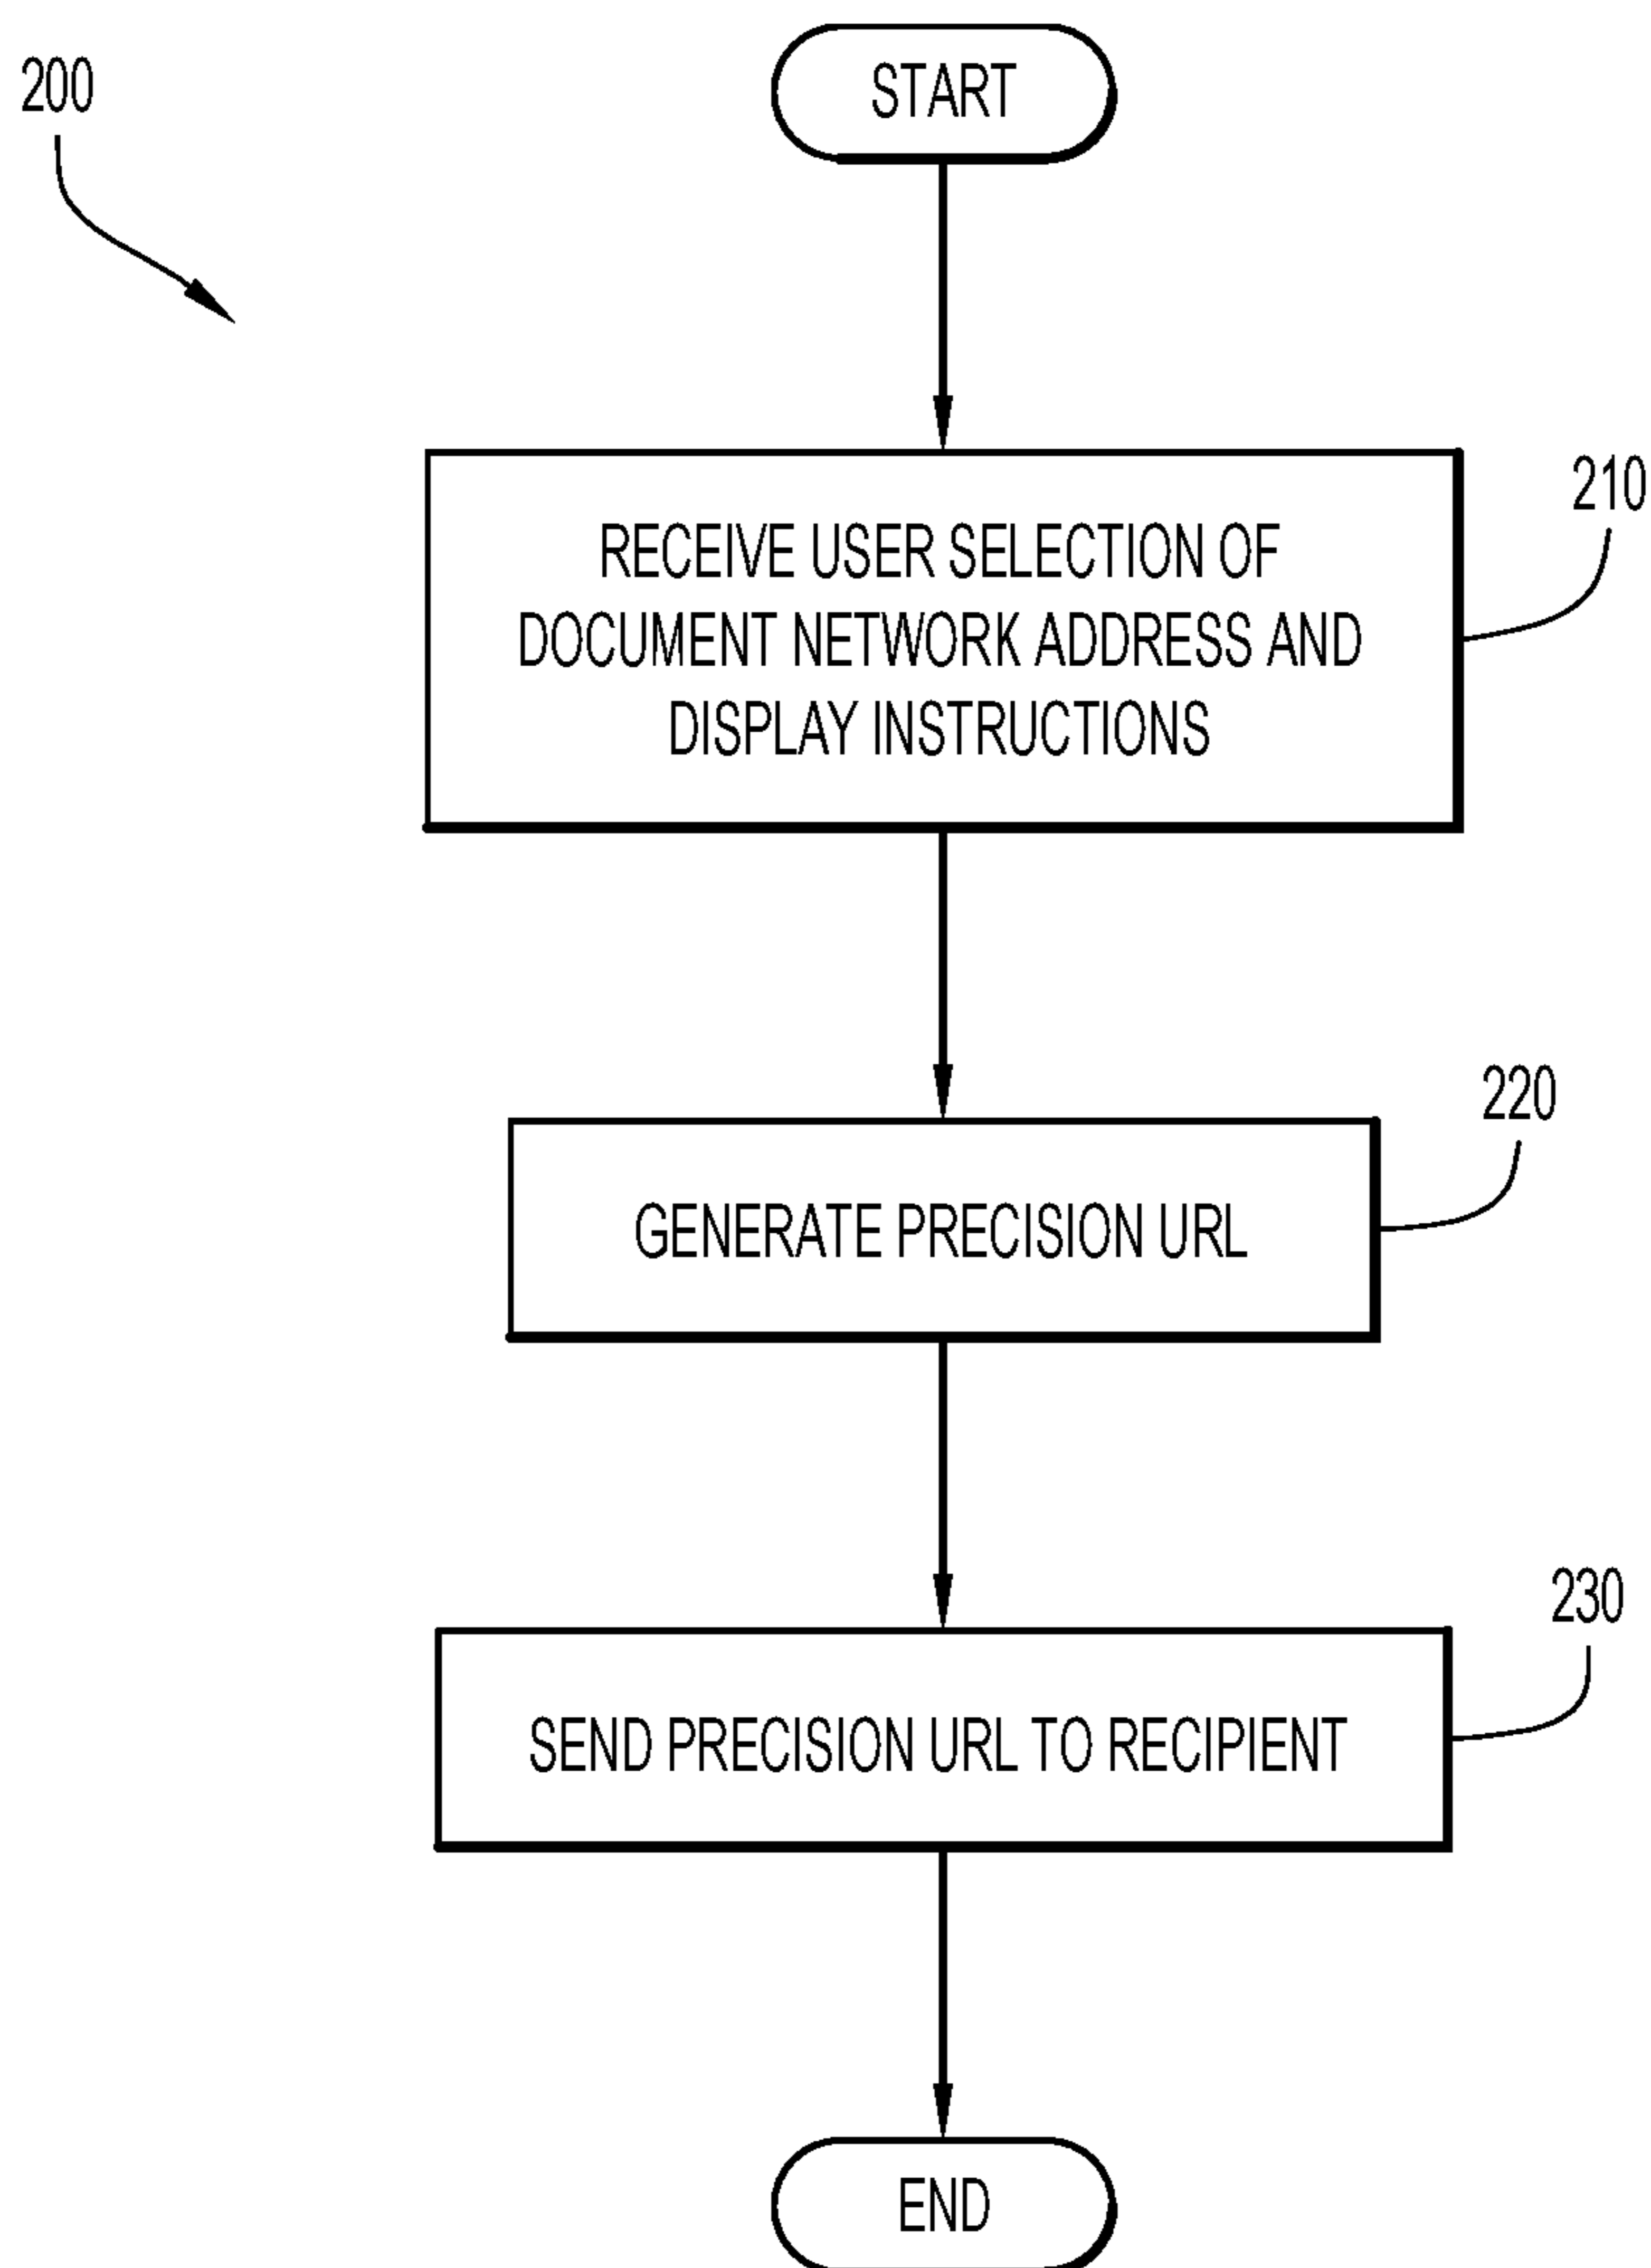 200
START
210
RECEIVE USER SELECTION OF
DOCUMENT NETWORK ADDRESS AND
DISPLAY INSTRUCTIONS
220
GENERATE PRECISION URL
230
SEND PRECISION URL TO RECIPIENT
END